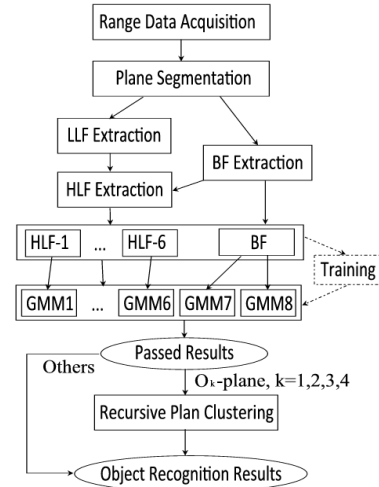 Range Data Acquisition
Plane Segmentation
LLF Extraction
BF Extraction
HLF Extraction
HLF-1 ... HLF-6 BF
Training
GMM1 ... GMM6 GMM7 GMM8
Passed Results
Others
Oₖ-plane, k=1,2,3,4
Recursive Plan Clustering
Object Recognition Results